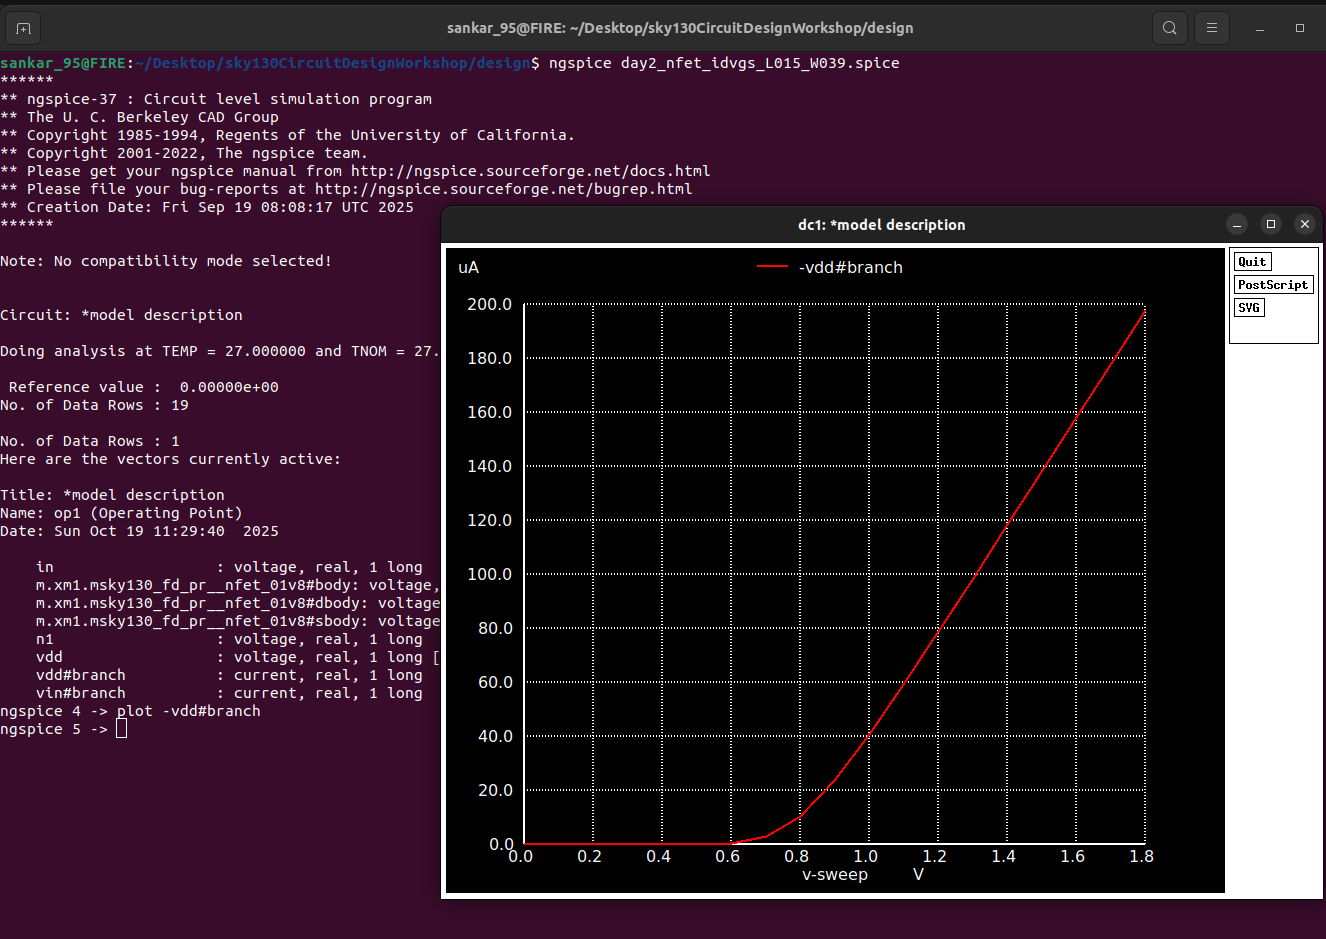 sankar_95@FIRE: ~/Desktop/sky130CircuitDesignWorkshop/design
sankar_95@FIRE:~/Desktop/sky130CircuitDesignWorkshop/design$ ngspice day2_nfet_idvgs_L015_W039.spice
******
** ngspice-37 : Circuit level simulation program
** The U. C. Berkeley CAD Group
** Copyright 1985-1994, Regents of the University of California.
** Copyright 2001-2022, The ngspice team.
** Please get your ngspice manual from http://ngspice.sourceforge.net/docs.html
** Please file your bug-reports at http://ngspice.sourceforge.net/bugrep.html
** Creation Date: Fri Sep 19 08:08:17 UTC 2025
******
Note: No compatibility mode selected!
Circuit: *model description
Doing analysis at TEMP = 27.000000 and TNOM = 27.
Reference value :  0.00000e+00
No. of Data Rows : 19
No. of Data Rows : 1
Here are the vectors currently active:
Title: *model description
Name: op1 (Operating Point)
Date: Sun Oct 19 11:29:40  2025
in                  : voltage, real, 1 long
m.xm1.msky130_fd_pr__nfet_01v8#body: voltage,
m.xm1.msky130_fd_pr__nfet_01v8#dbody: voltage
m.xm1.msky130_fd_pr__nfet_01v8#sbody: voltage
n1                  : voltage, real, 1 long
vdd                 : voltage, real, 1 long [
vdd#branch          : current, real, 1 long
vin#branch          : current, real, 1 long
ngspice 4 -> plot -vdd#branch
ngspice 5 ->
dc1: *model description
Quit
PostScript
SVG
uA
-vdd#branch
200.0
180.0
160.0
140.0
120.0
100.0
80.0
60.0
40.0
20.0
0.0
0.0 0.2 0.4 0.6 0.8 1.0 1.2 1.4 1.6 1.8
v-sweep V